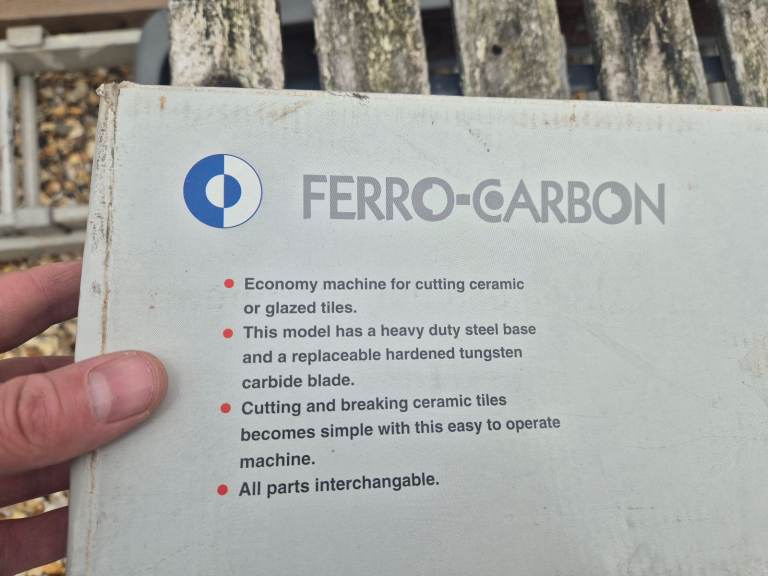 FERRO-CARBON
Economy machine for cutting ceramic
or glazed tiles.
This model has a heavy duty steel base
and a replaceable hardened tungsten
carbide blade.
Cutting and breaking ceramic tiles
becomes simple with this easy to operate
machine.
All parts interchangable.